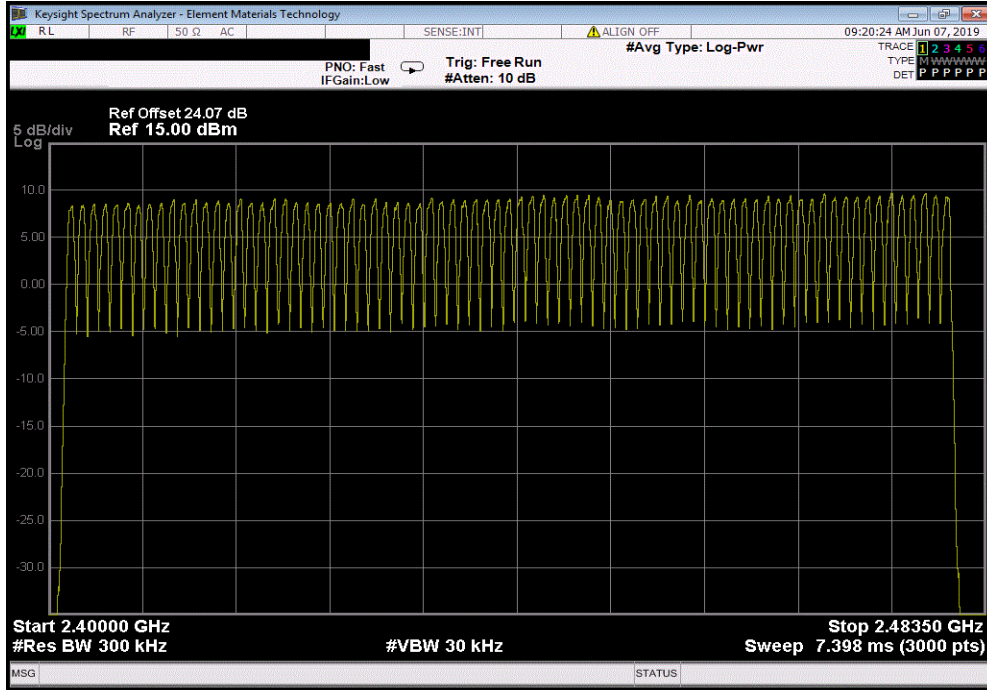 Keysight Spectrum Analyzer - Element Materials Technology
LXI RL RF 50 Ω AC SENSE:INT ALIGN OFF 09:20:24 AM Jun 07, 2019
#Avg Type: Log-Pwr TRACE 1 2 3 4 5 6
PNO: Fast Trig: Free Run TYPE M WWWWW
IFGain:Low #Atten: 10 dB DET P P P P P P
Ref Offset 24.07 dB
5 dB/div Ref 15.00 dBm
Log
10.0
5.00
0.00
-5.00
-10.0
-15.0
-20.0
-25.0
-30.0
Start 2.40000 GHz Stop 2.48350 GHz
#Res BW 300 kHz #VBW 30 kHz Sweep 7.398 ms (3000 pts)
MSG STATUS